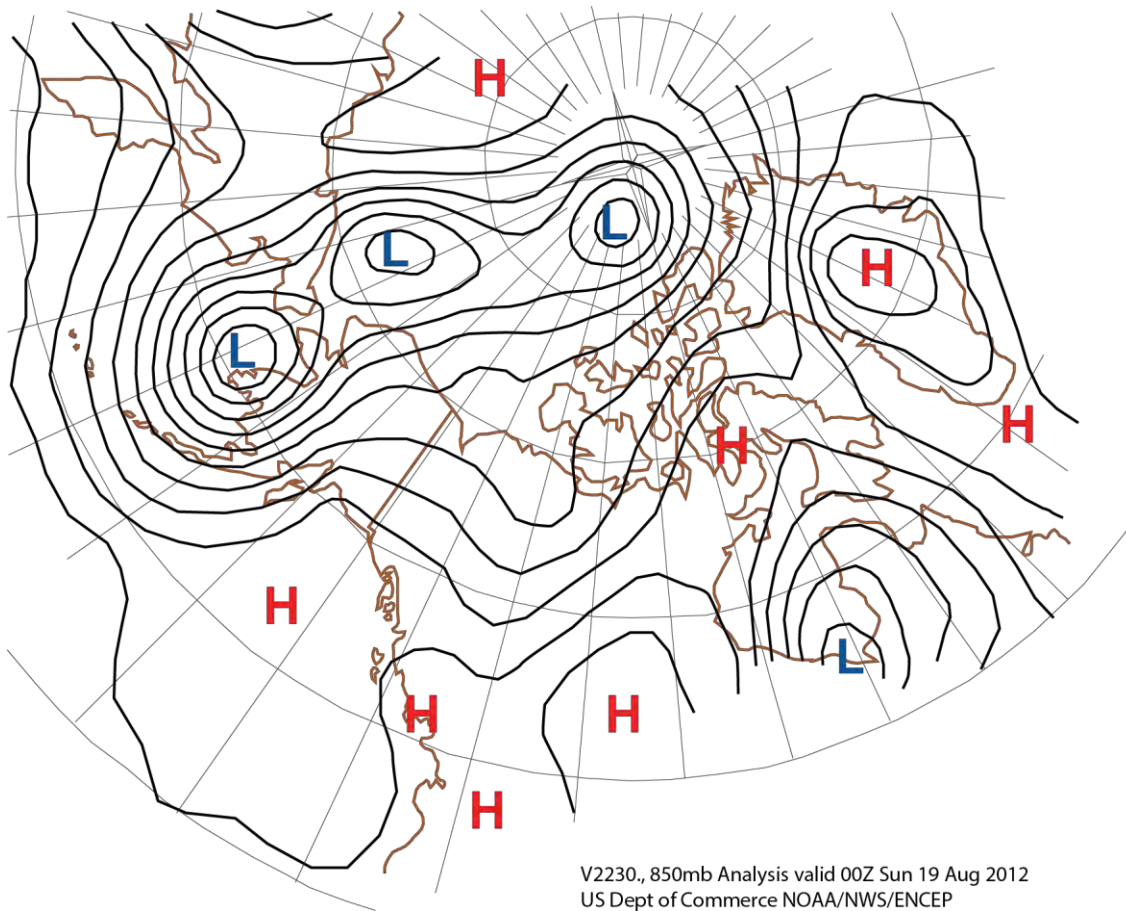 H
L
L
H
L
H
H
H
L
H
H
H
V2230., 850mb Analysis valid 00Z Sun 19 Aug 2012
US Dept of Commerce NOAA/NWS/ENCEP